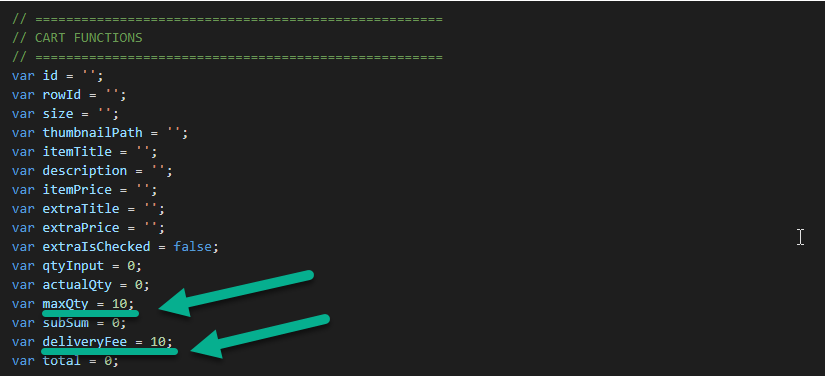 // =====================================================
// CART FUNCTIONS
// =====================================================
var id = '';
var rowId = '';
var size = '';
var thumbnailPath = '';
var itemTitle = '';
var description = '';
var itemPrice = '';
var extraTitle = '';
var extraPrice = '';
var extraIsChecked = false;
var qtyInput = 0;
var actualQty = 0;
var maxQty = 10;
var subSum = 0;
var deliveryFee = 10;
var total = 0;